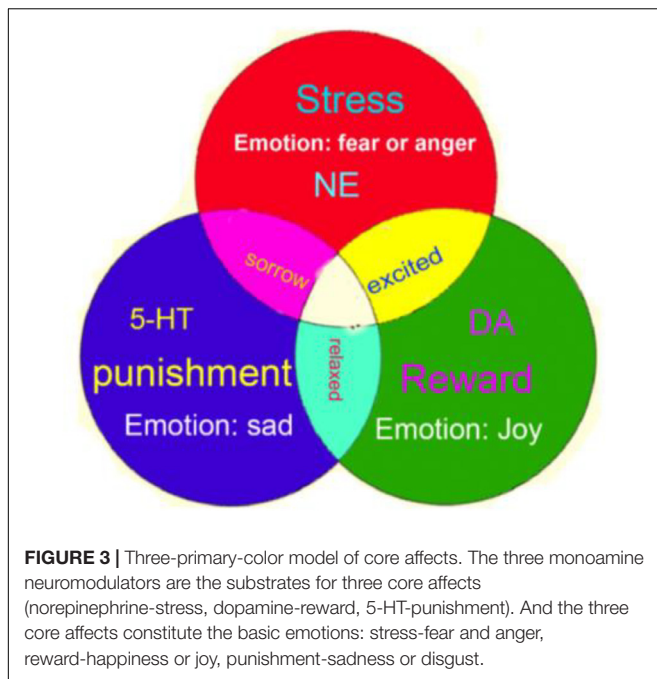 Stress
Emotion: fear or anger
NE
sorrow
excited
5-HT
punishment
Emotion: sad
relaxed
DA
Reward
Emotion: Joy
FIGURE 3 | Three-primary-color model of core affects. The three monoamine
neuromodulators are the substrates for three core affects
(norepinephrine-stress, dopamine-reward, 5-HT-punishment). And the three
core affects constitute the basic emotions: stress-fear and anger,
reward-happiness or joy, punishment-sadness or disgust.